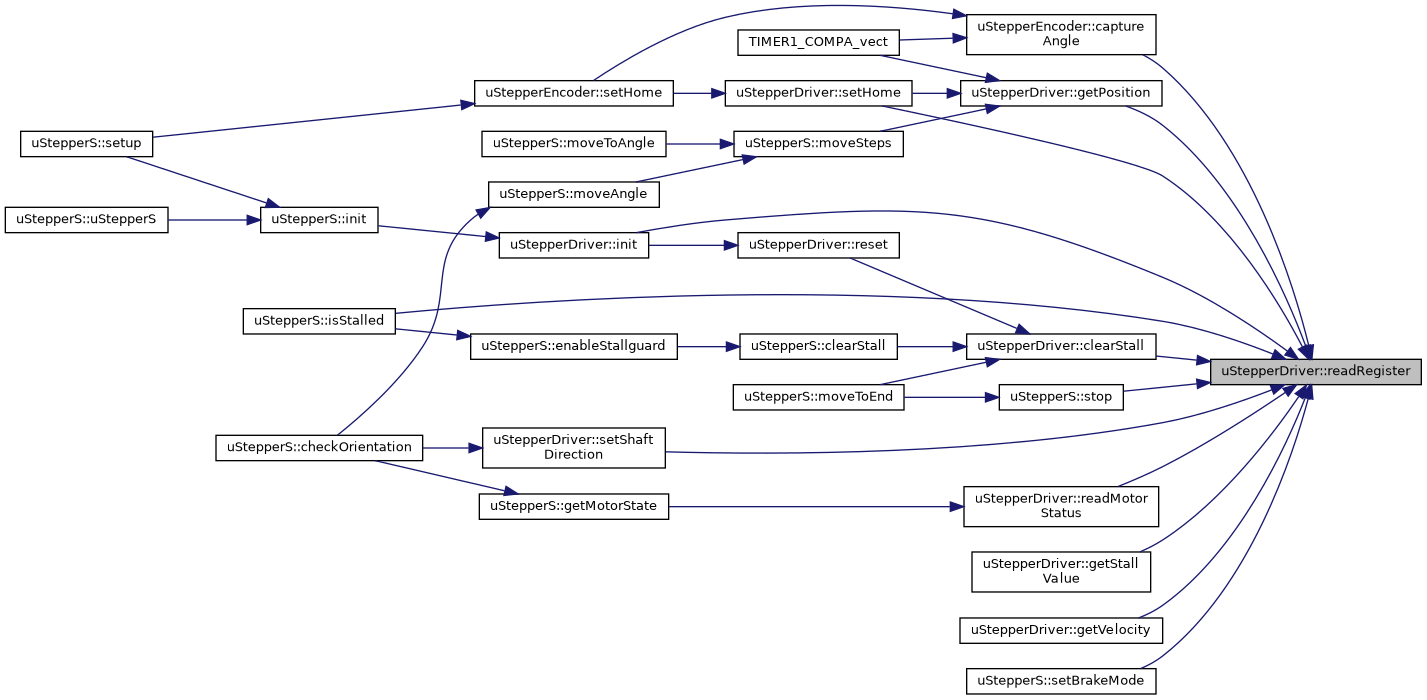 uStepperEncoder::capture
Angle
TIMER1_COMPA_vect
uStepperEncoder::setHome
uStepperDriver::setHome
uStepperDriver::getPosition
uStepperS::setup
uStepperS::moveToAngle
uStepperS::moveSteps
uStepperS::moveAngle
uStepperS::uStepperS
uStepperS::init
uStepperDriver::init
uStepperDriver::reset
uStepperS::isStalled
uStepperS::enableStallguard
uStepperS::clearStall
uStepperDriver::clearStall
uStepperDriver::readRegister
uStepperS::moveToEnd
uStepperS::stop
uStepperS::checkOrientation
uStepperDriver::setShaft
Direction
uStepperS::getMotorState
uStepperDriver::readMotor
Status
uStepperDriver::getStall
Value
uStepperDriver::getVelocity
uStepperS::setBrakeMode